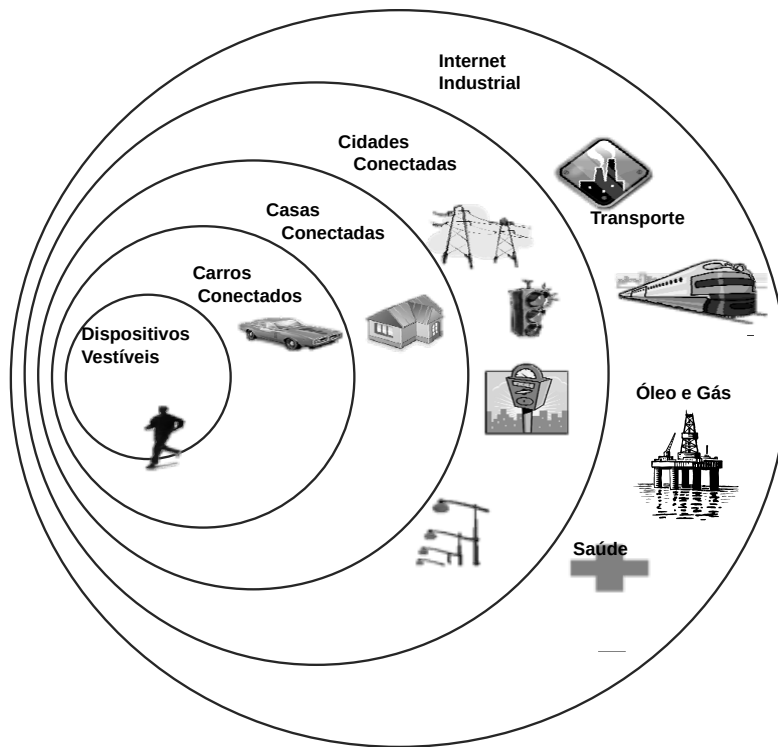 Internet
Industrial
Cidades
Conectadas
Transporte
Casas
Conectadas
Carros
Conectados
Dispositivos
Vestíveis
Óleo e Gás
Saúde